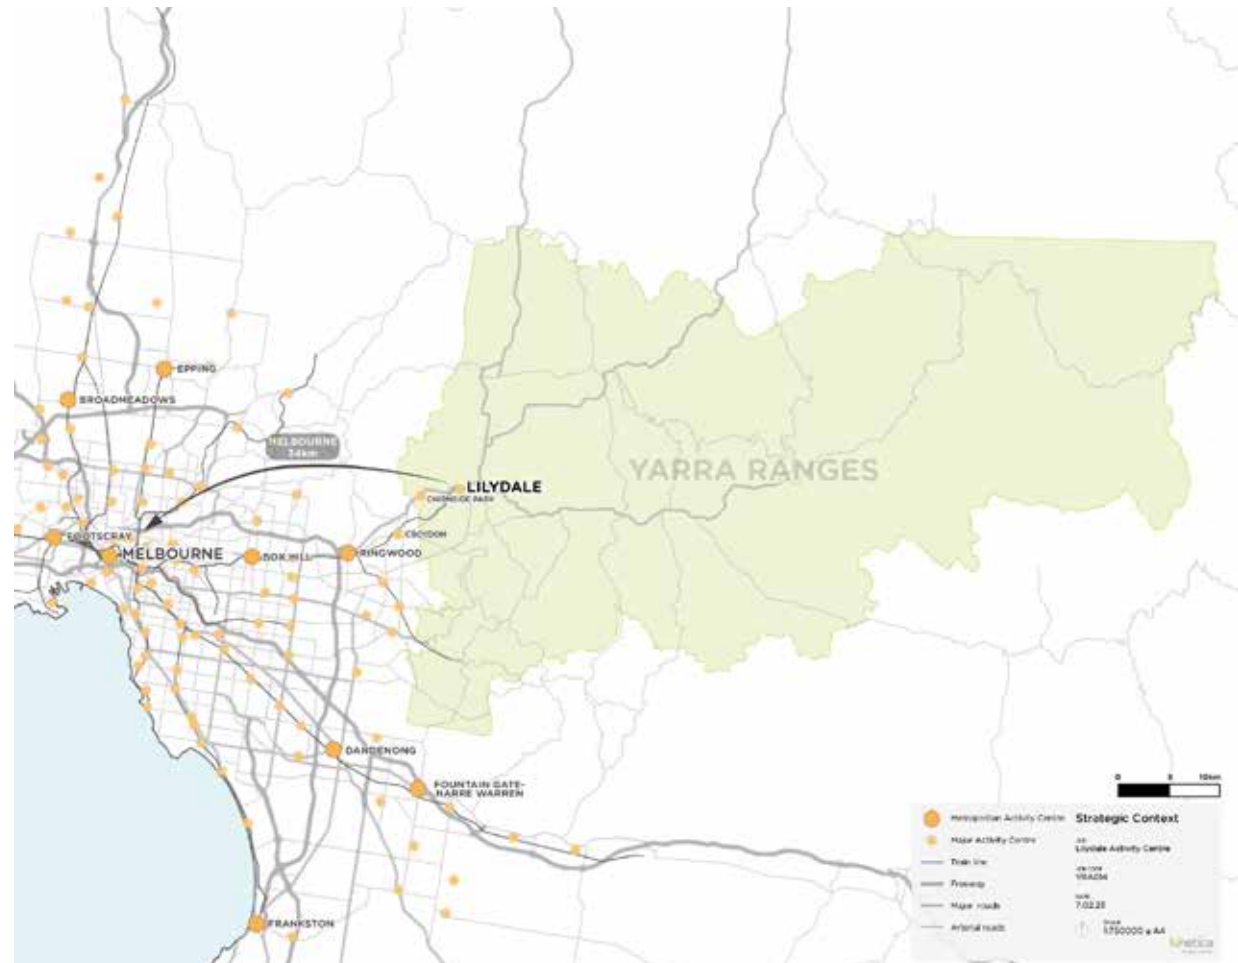 EPPING
BROADMEADOWS
MELBOURNE
34km
LILYDALE
CHIRNSIDE PARK
YARRA RANGES
CROYDON
FOOTSCRAY
MELBOURNE
BOX HILL
RINGWOOD
DANDENONG
FOUNTAIN GATE-
NARRE WARREN
FRANKSTON
0 5 10km
Metropolitan Activity Centre
Major Activity Centre
Train line
Freeway
Major roads
Arterial roads
Strategic Context
Lilydale Activity Centre
7.02.23
1:750000 @ A4